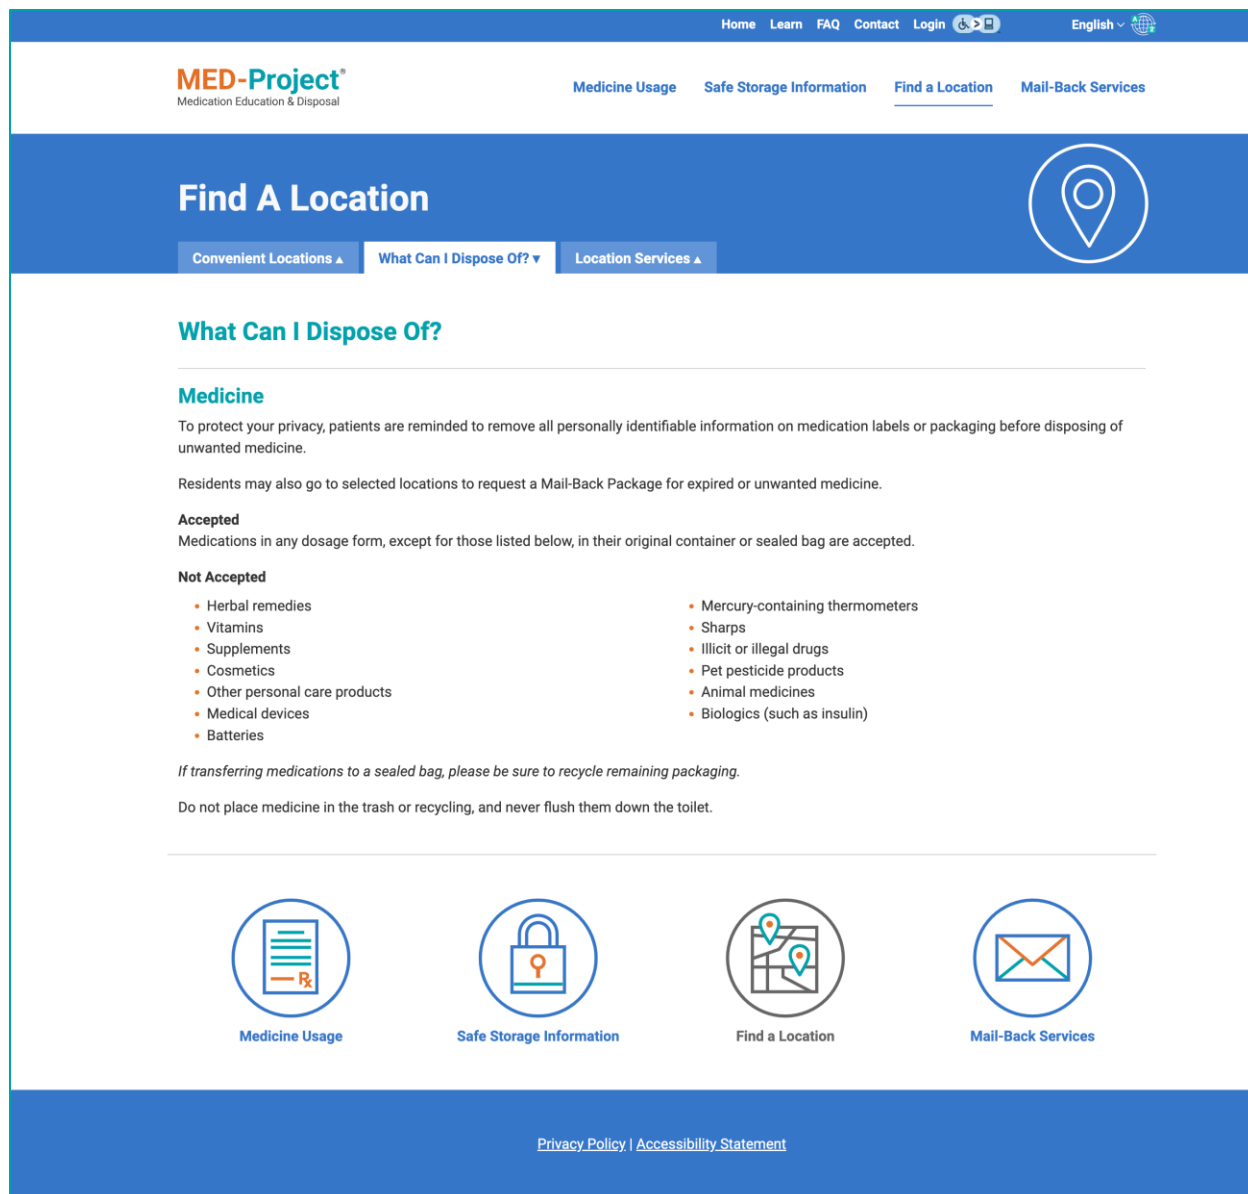 Home Learn FAQ Contact Login English
MED-Project®
Medication Education & Disposal
Medicine Usage Safe Storage Information Find a Location Mail-Back Services
Find A Location
Convenient Locations ▴ What Can I Dispose Of? ▾ Location Services ▴
What Can I Dispose Of?
Medicine
To protect your privacy, patients are reminded to remove all personally identifiable information on medication labels or packaging before disposing of
unwanted medicine.
Residents may also go to selected locations to request a Mail-Back Package for expired or unwanted medicine.
Accepted
Medications in any dosage form, except for those listed below, in their original container or sealed bag are accepted.
Not Accepted
• Herbal remedies
• Vitamins
• Supplements
• Cosmetics
• Other personal care products
• Medical devices
• Batteries
• Mercury-containing thermometers
• Sharps
• Illicit or illegal drugs
• Pet pesticide products
• Animal medicines
• Biologics (such as insulin)
If transferring medications to a sealed bag, please be sure to recycle remaining packaging.
Do not place medicine in the trash or recycling, and never flush them down the toilet.
Rx
Medicine Usage Safe Storage Information Find a Location Mail-Back Services
Privacy Policy | Accessibility Statement